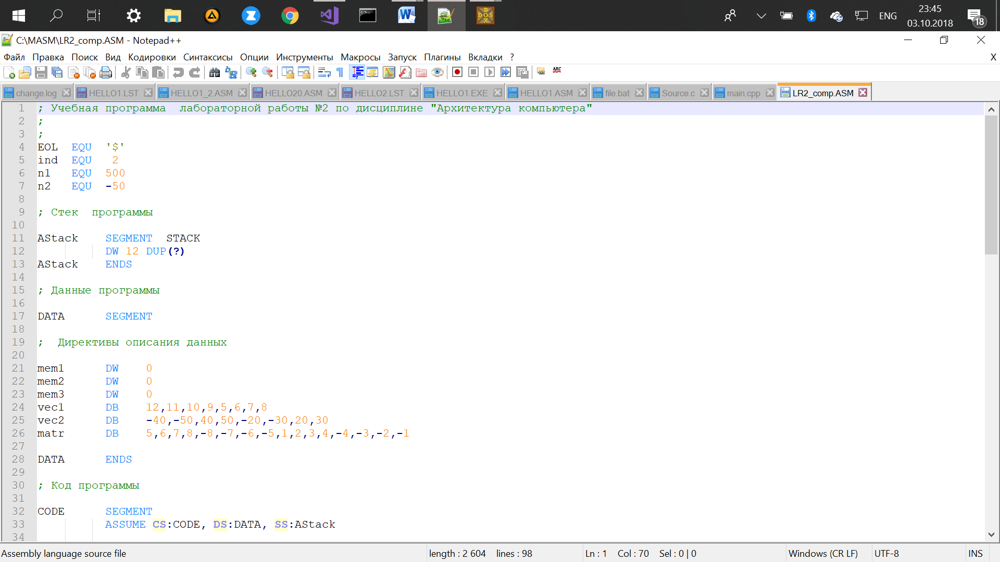 ENG
23:45
03.10.2018
18
C:\MASM\LR2_comp.ASM - Notepad++
Файл Правка Поиск Вид Кодировки Синтаксисы Опции Инструменты Макросы Запуск Плагины Вкладки ? X
change.log HELLO1.LST HELLO1_2.ASM HELLO20.ASM HELLO2.LST HELLO1.EXE HELLO1.ASM file.bat Source.c main.cpp LR2_comp.ASM
1 ; Учебная программа  лабораторной работы №2 по дисциплине "Архитектура компьютера"
2 ;
3 ;
4 EOL  EQU  '$'
5 ind  EQU   2
6 n1   EQU  500
7 n2   EQU  -50
8
9 ; Стек  программы
10
11 AStack    SEGMENT  STACK
12           DW 12 DUP(?)
13 AStack    ENDS
14
15 ; Данные программы
16
17 DATA      SEGMENT
18
19 ;  Директивы описания данных
20
21 mem1      DW    0
22 mem2      DW    0
23 mem3      DW    0
24 vec1      DB    12,11,10,9,5,6,7,8
25 vec2      DB    -40,-50,40,50,-20,-30,20,30
26 matr      DB    5,6,7,8,-8,-7,-6,-5,1,2,3,4,-4,-3,-2,-1
27
28 DATA      ENDS
29
30 ; Код программы
31
32 CODE      SEGMENT
33           ASSUME CS:CODE, DS:DATA, SS:AStack
34
Assembly language source file length : 2 604 lines : 98 Ln : 1 Col : 70 Sel : 0 | 0 Windows (CR LF) UTF-8 INS